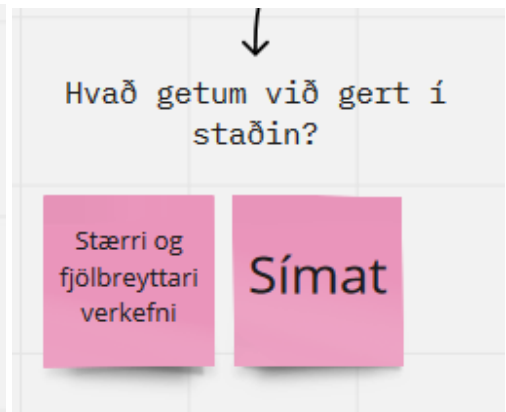 Hvað getum við gert í
staðin?
Stærri og
fjölbreyttari
verkefni
Símat